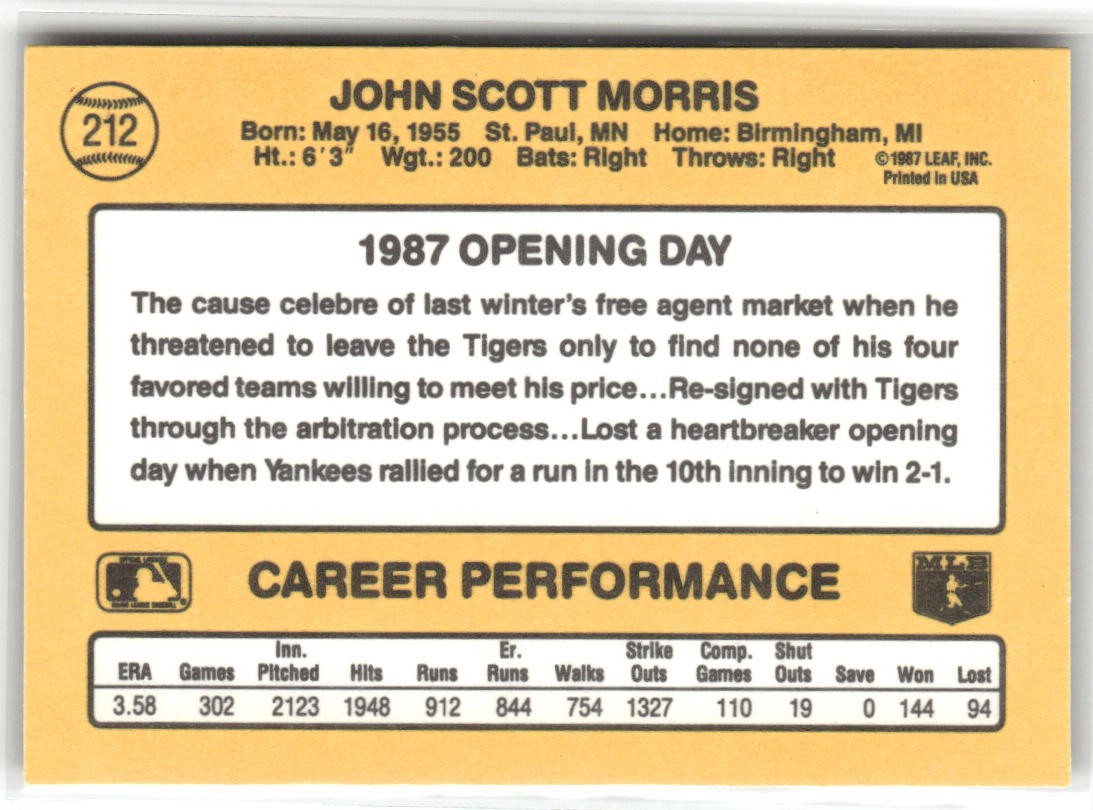 212
JOHN SCOTT MORRIS
Born: May 16, 1955 St. Paul, MN Home: Birmingham, MI
Ht.: 6'3" Wgt.: 200 Bats: Right Throws: Right
©1987 LEAF, INC.
Printed in USA
1987 OPENING DAY
The cause celebre of last winter's free agent market when he
threatened to leave the Tigers only to find none of his four
favored teams willing to meet his price...Re-signed with Tigers
through the arbitration process...Lost a heartbreaker opening
day when Yankees rallied for a run in the 10th inning to win 2-1.
CAREER PERFORMANCE
MLB
ERA Games Inn. Pitched Hits Runs Er. Runs Walks Strike Outs Comp. Games Shut Outs Save Won Lost
3.58 302 2123 1948 912 844 754 1327 110 19 0 144 94